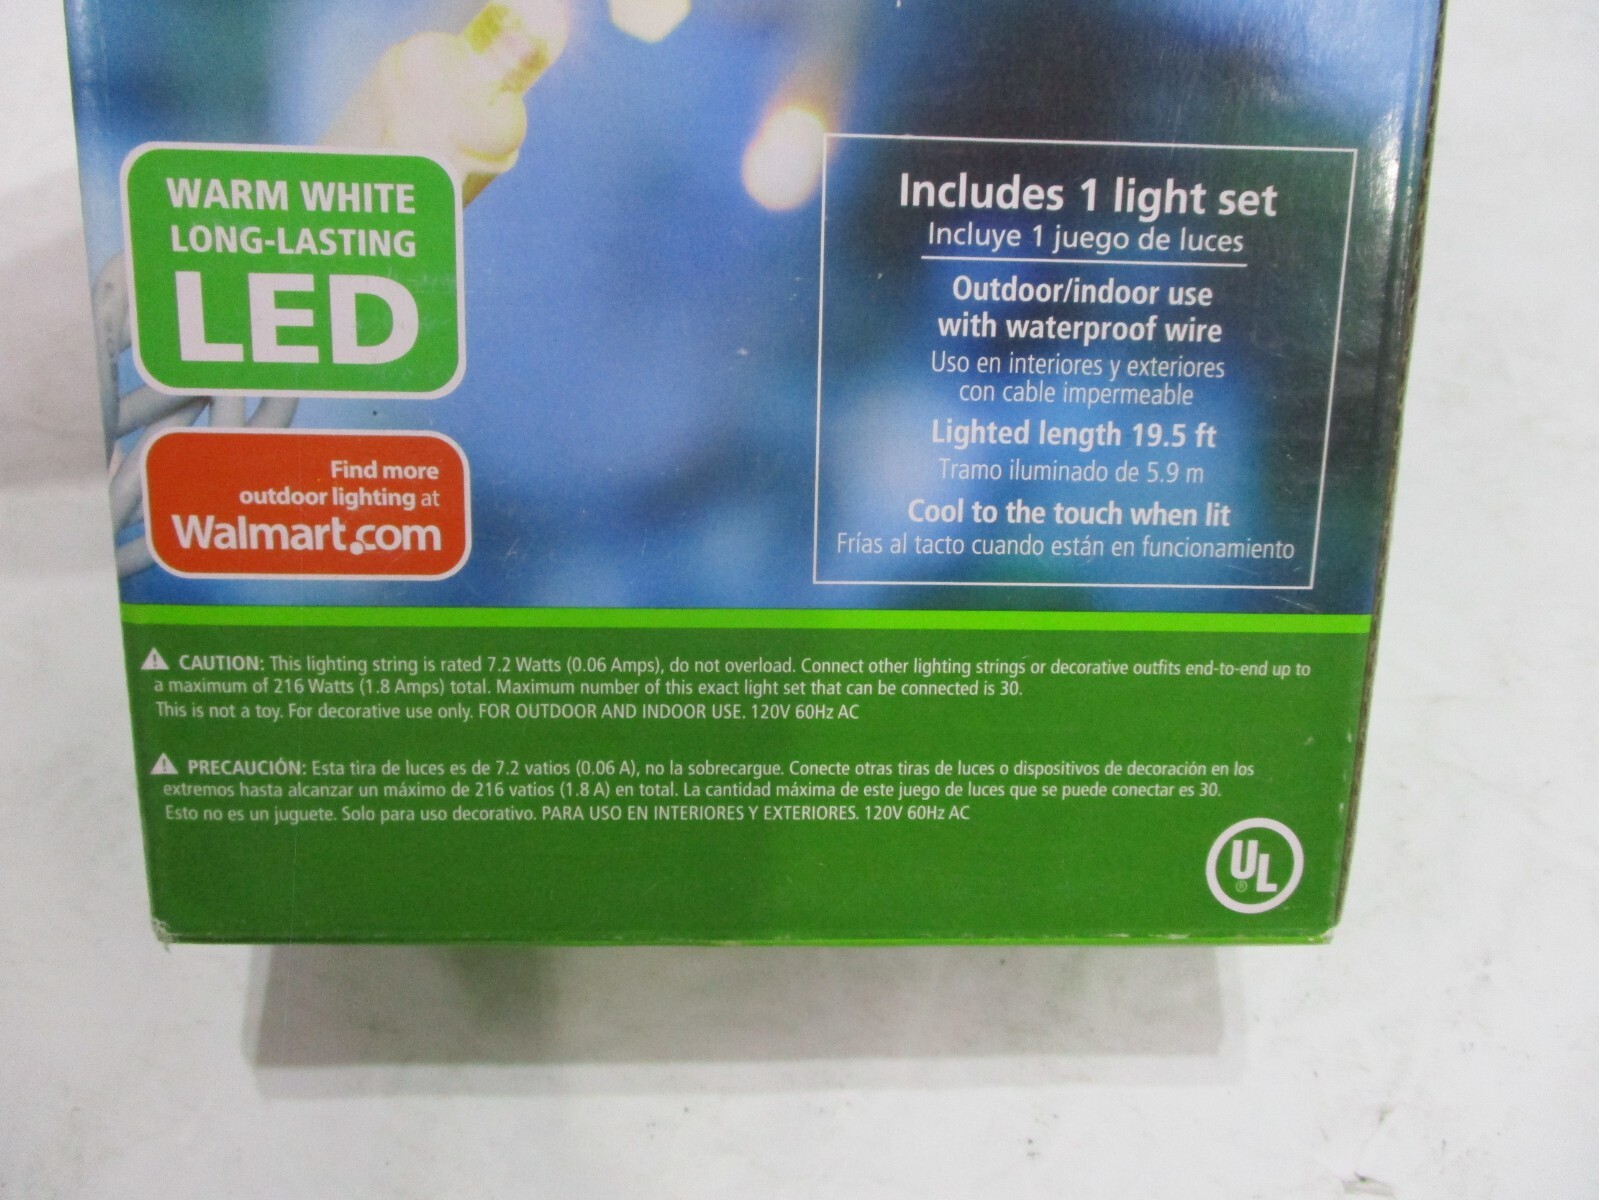 WARM WHITE
LONG-LASTING
LED
Find more
outdoor lighting at
Walmart.com
Includes 1 light set
Incluye 1 juego de luces
Outdoor/indoor use
with waterproof wire
Uso en interiores y exteriores
con cable impermeable
Lighted length 19.5 ft
Tramo iluminado de 5.9 m
Cool to the touch when lit
Frías al tacto cuando están en funcionamiento
CAUTION: This lighting string is rated 7.2 Watts (0.06 Amps), do not overload. Connect other lighting strings or decorative outfits end-to-end up to
a maximum of 216 Watts (1.8 Amps) total. Maximum number of this exact light set that can be connected is 30.
This is not a toy. For decorative use only. FOR OUTDOOR AND INDOOR USE. 120V 60Hz AC
PRECAUCIÓN: Esta tira de luces es de 7.2 vatios (0.06 A), no la sobrecargue. Conecte otras tiras de luces o dispositivos de decoración en los
extremos hasta alcanzar un máximo de 216 vatios (1.8 A) en total. La cantidad máxima de este juego de luces que se puede conectar es 30.
Esto no es un juguete. Solo para uso decorativo. PARA USO EN INTERIORES Y EXTERIORES. 120V 60Hz AC
UL
®